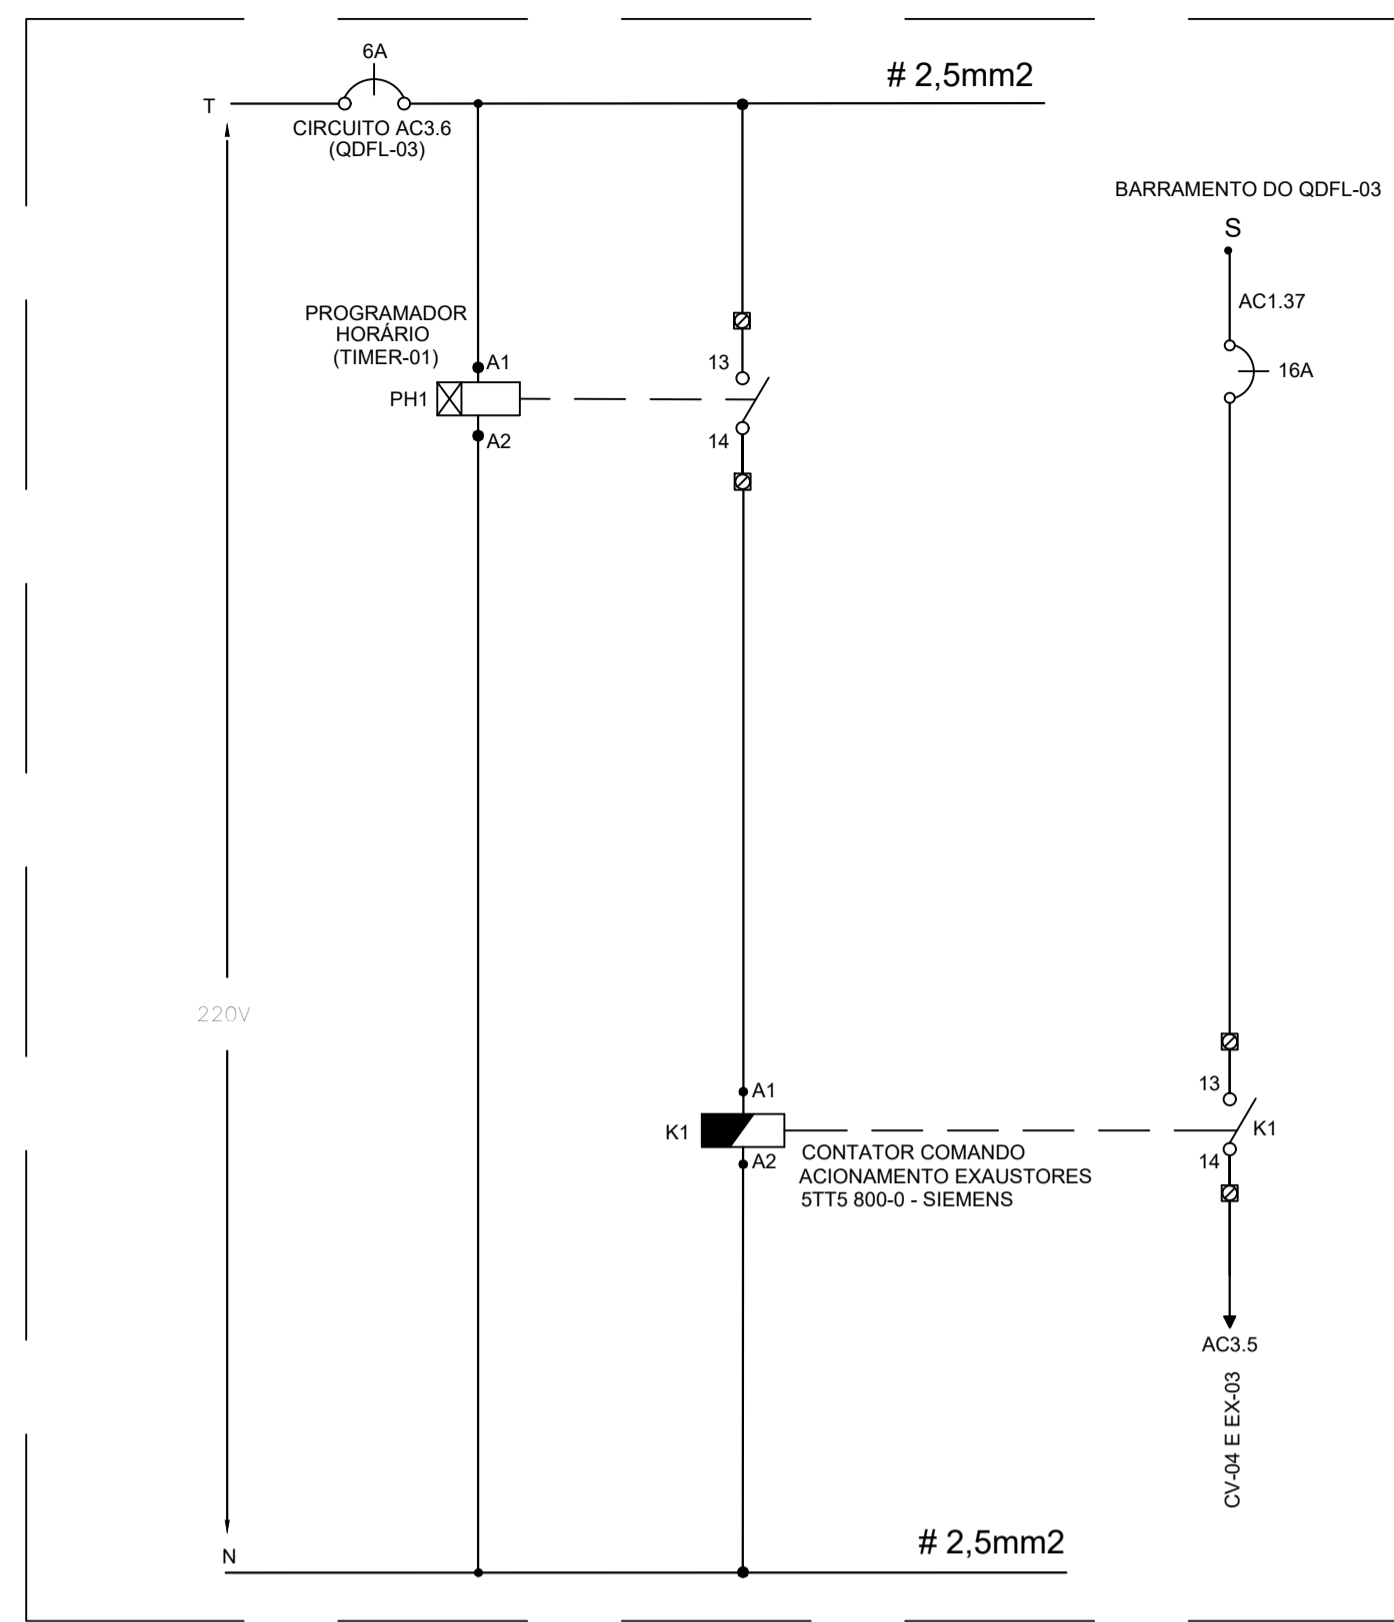 6A
# 2,5mm2
T
CIRCUITO AC3.6
(QDFL-03)
BARRAMENTO DO QDFL-03
S
AC1.37
16A
PROGRAMADOR
HORÁRIO
(TIMER-01)
A1
PH1
A2
13
14
220V
A1
K1
A2
CONTATOR COMANDO
ACIONAMENTO EXAUSTORES
5TT5 800-0 - SIEMENS
13
K1
14
AC3.5
CV-04 E EX-03
# 2,5mm2
N